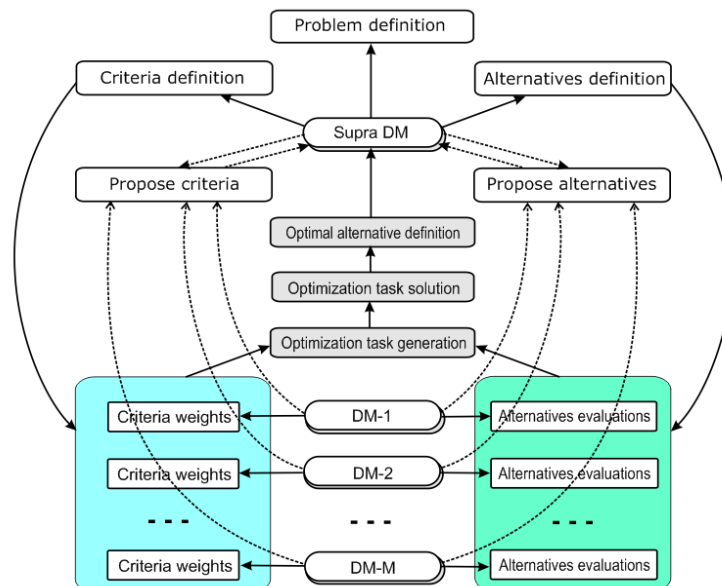 Problem definition
Criteria definition
Alternatives definition
Supra DM
Propose criteria
Propose alternatives
Optimal alternative definition
Optimization task solution
Optimization task generation
Criteria weights
DM-1
Alternatives evaluations
Criteria weights
DM-2
Alternatives evaluations
- - -
- - -
- - -
Criteria weights
DM-M
Alternatives evaluations